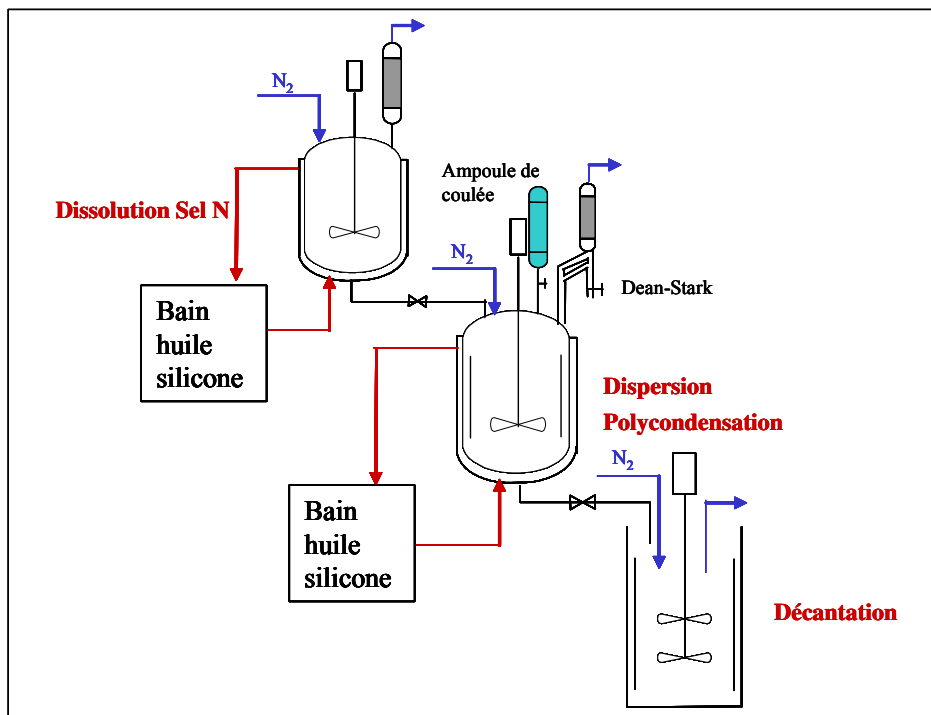 N₂
Dissolution Sel N
Bain
huile
silicone
Ampoule de
coulée
N₂
Dean-Stark
Dispersion
Polycondensation
Bain
huile
silicone
N₂
Décantation